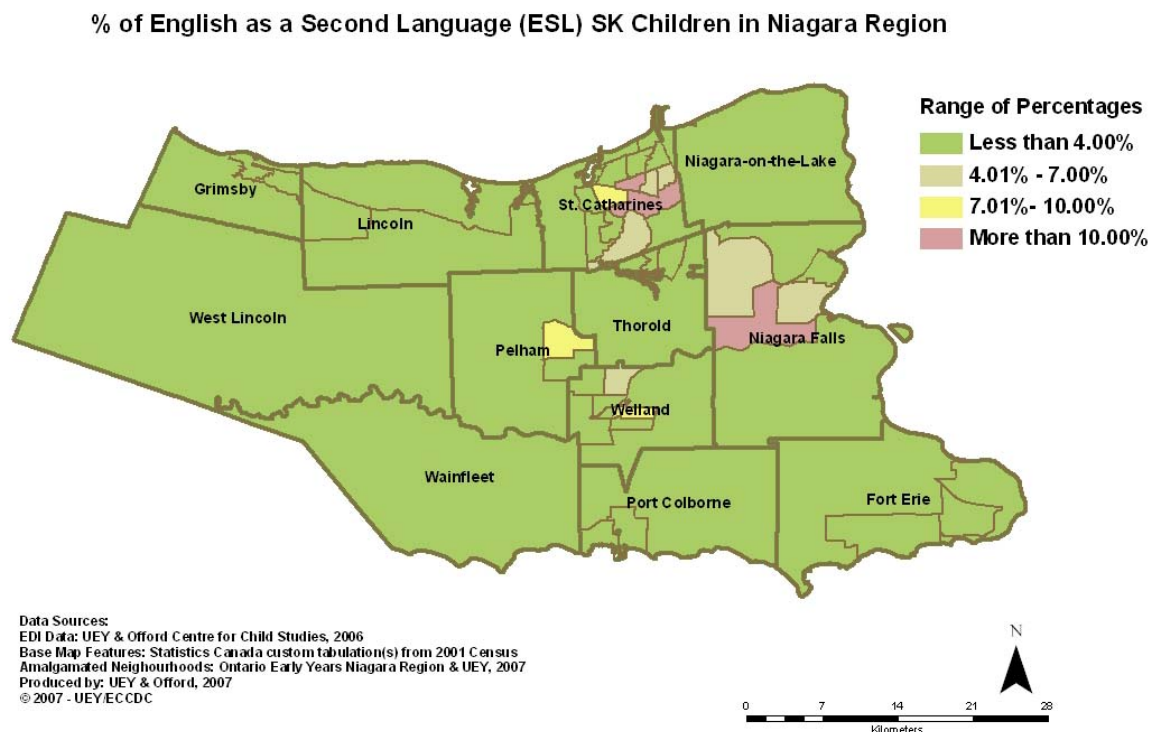 % of English as a Second Language (ESL) SK Children in Niagara Region
Range of Percentages
Less than 4.00%
4.01% - 7.00%
7.01%- 10.00%
More than 10.00%
Niagara-on-the-Lake
Grimsby
St. Catharines
Lincoln
West Lincoln
Thorold
Niagara Falls
Pelham
Welland
Wainfleet
Port Colborne
Fort Erie
Data Sources:
EDI Data: UEY & Offord Centre for Child Studies, 2006
Base Map Features: Statistics Canada custom tabulation(s) from 2001 Census
Amalgamated Neighourhoods: Ontario Early Years Niagara Region & UEY, 2007
Produced by: UEY & Offord, 2007
© 2007 - UEY/ECCDC
N
0 7 14 21 28
Kilometers